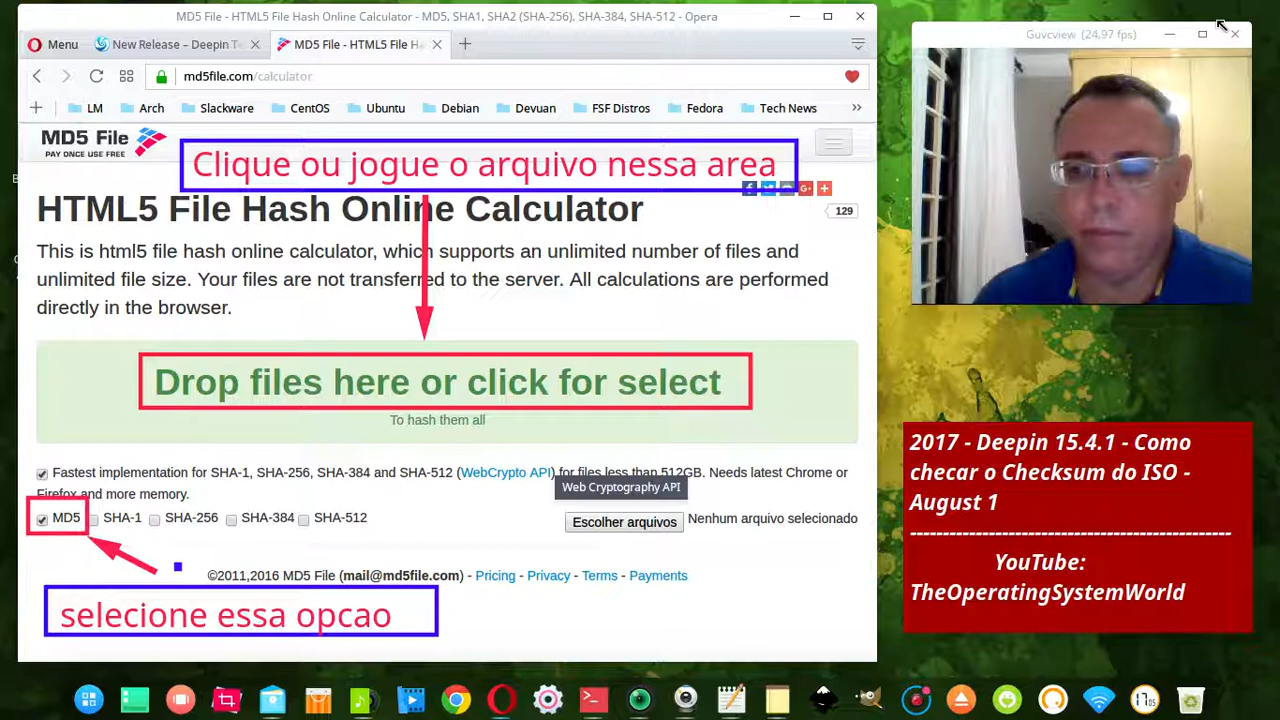 MD5 File - HTML5 File Hash Online Calculator - MD5, SHA1, SHA2 (SHA-256), SHA-384, SHA-512 - Opera
Menu
New Release – Deepin Te
MD5 File - HTML5 File Ha
md5file.com/calculator
LM
Arch
Slackware
CentOS
Ubuntu
Debian
Devuan
FSF Distros
Fedora
Tech News
MD5 File
PAY ONCE USE FREE
Clique ou jogue o arquivo nessa area
HTML5 File Hash Online Calculator
129
This is html5 file hash online calculator, which supports an unlimited number of files and
unlimited file size. Your files are not transferred to the server. All calculations are performed
directly in the browser.
Drop files here or click for select
To hash them all
Fastest implementation for SHA-1, SHA-256, SHA-384 and SHA-512 (WebCrypto API) for files less than 512GB. Needs latest Chrome or
Firefox and more memory.
Web Cryptography API
MD5 SHA-1 SHA-256 SHA-384 SHA-512
Escolher arquivos Nenhum arquivo selecionado
©2011,2016 MD5 File (mail@md5file.com) - Pricing - Privacy - Terms - Payments
selecione essa opcao
Guvcview (24,97 fps)
2017 - Deepin 15.4.1 - Como
checar o Checksum do ISO -
August 1
----------------------------------------------
YouTube:
TheOperatingSystemWorld